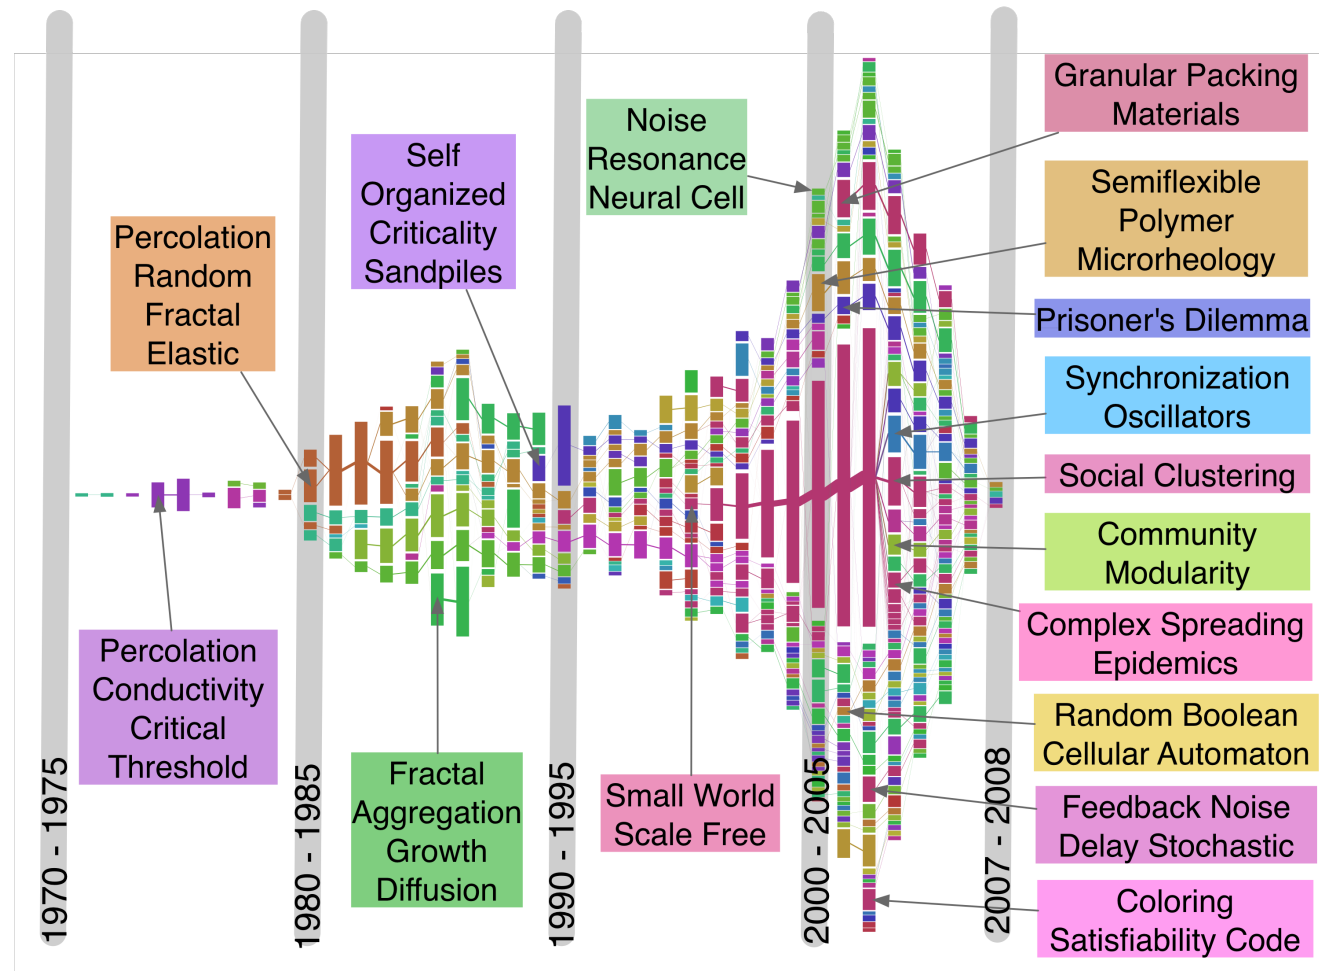 Granular Packing
Materials
Noise
Resonance
Neural Cell
Self
Organized
Criticality
Sandpiles
Semiflexible
Polymer
Microrheology
Percolation
Random
Fractal
Elastic
Prisoner's Dilemma
Synchronization
Oscillators
Social Clustering
Community
Modularity
Complex Spreading
Epidemics
Percolation
Conductivity
Critical
Threshold
Random Boolean
Cellular Automaton
Fractal
Aggregation
Growth
Diffusion
Small World
Scale Free
Feedback Noise
Delay Stochastic
Coloring
Satisfiability Code
1970 - 1975
1980 - 1985
1990 - 1995
2000 - 2005
2007 - 2008